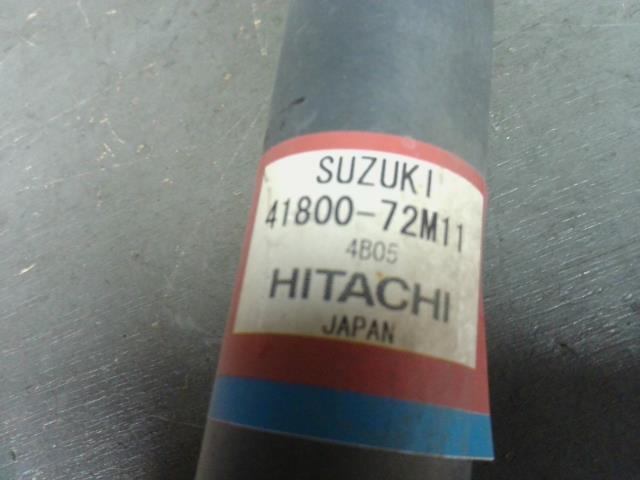 SUZUKI
41800-72M11
4B05
HITACHI
JAPAN